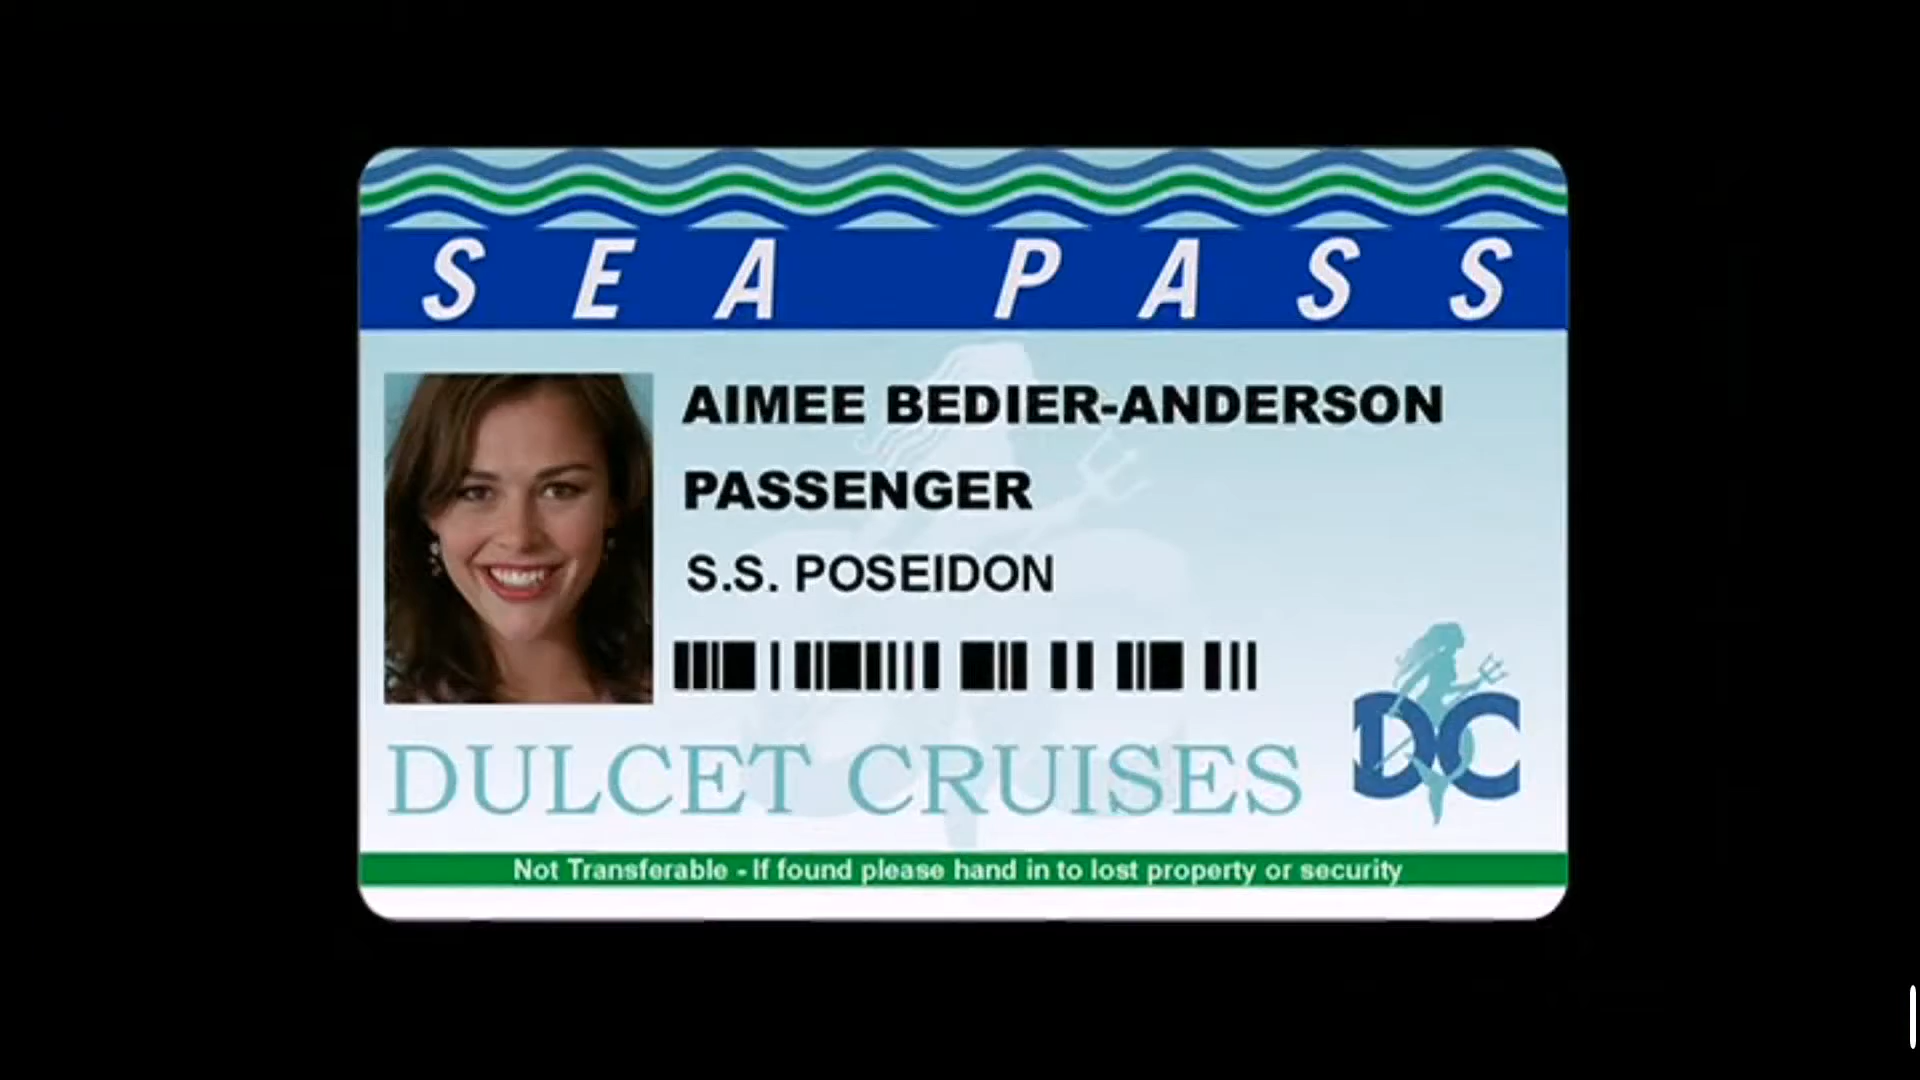 SEA PASS
AIMEE BEDIER-ANDERSON
PASSENGER
S.S. POSEIDON
DC
DULCET CRUISES
Not Transferable - If found please hand in to lost property or security